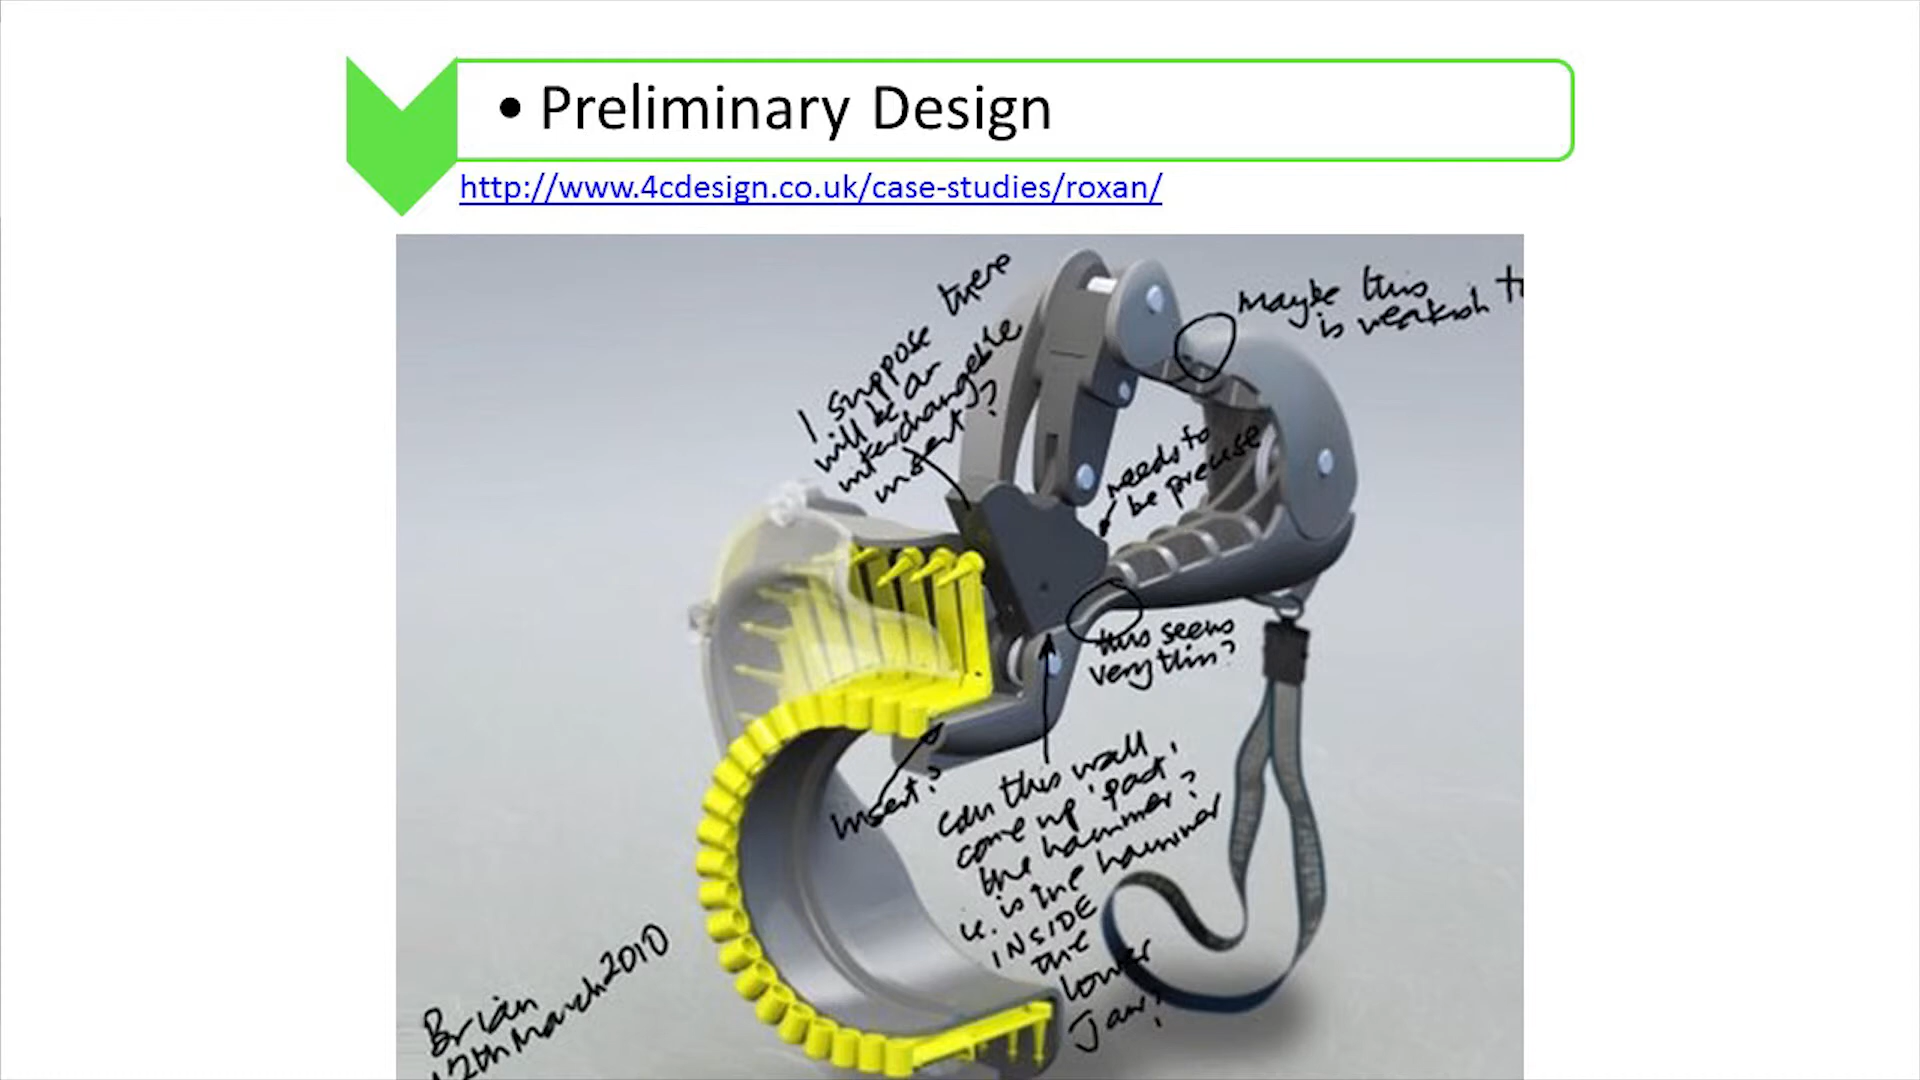 • Preliminary Design
http://www.4cdesign.co.uk/case-studies/roxan/
I suppose there
will be an
interchangeable
insert?
Maybe this
is weakish
needs to
be precise
this seems
very thin?
Insert?
can this wall
come up 'past'
the hammer?
ie. is the hammer
INSIDE
the
lower
Jaw?
Brian
12th March 2010